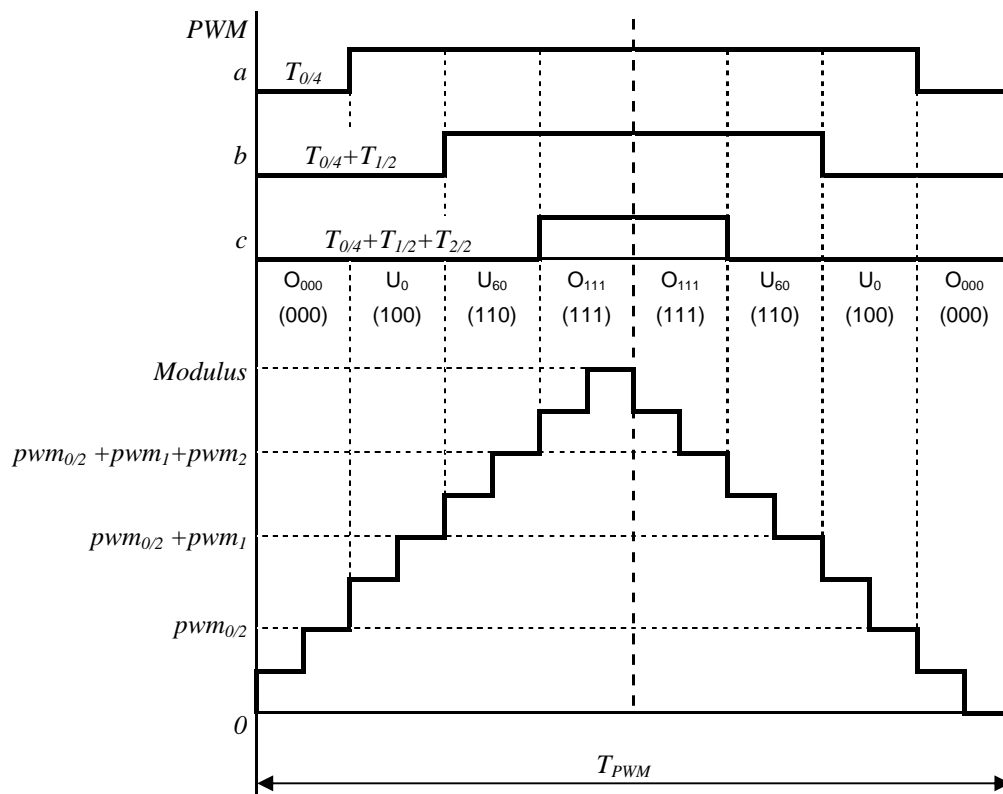 PWM
a T0/4
b T0/4+T1/2
c T0/4+T1/2+T2/2
O000 U0 U60 O111 O111 U60 U0 O000
(000) (100) (110) (111) (111) (110) (100) (000)
Modulus
pwm0/2 +pwm1+pwm2
pwm0/2 +pwm1
pwm0/2
0
TPWM